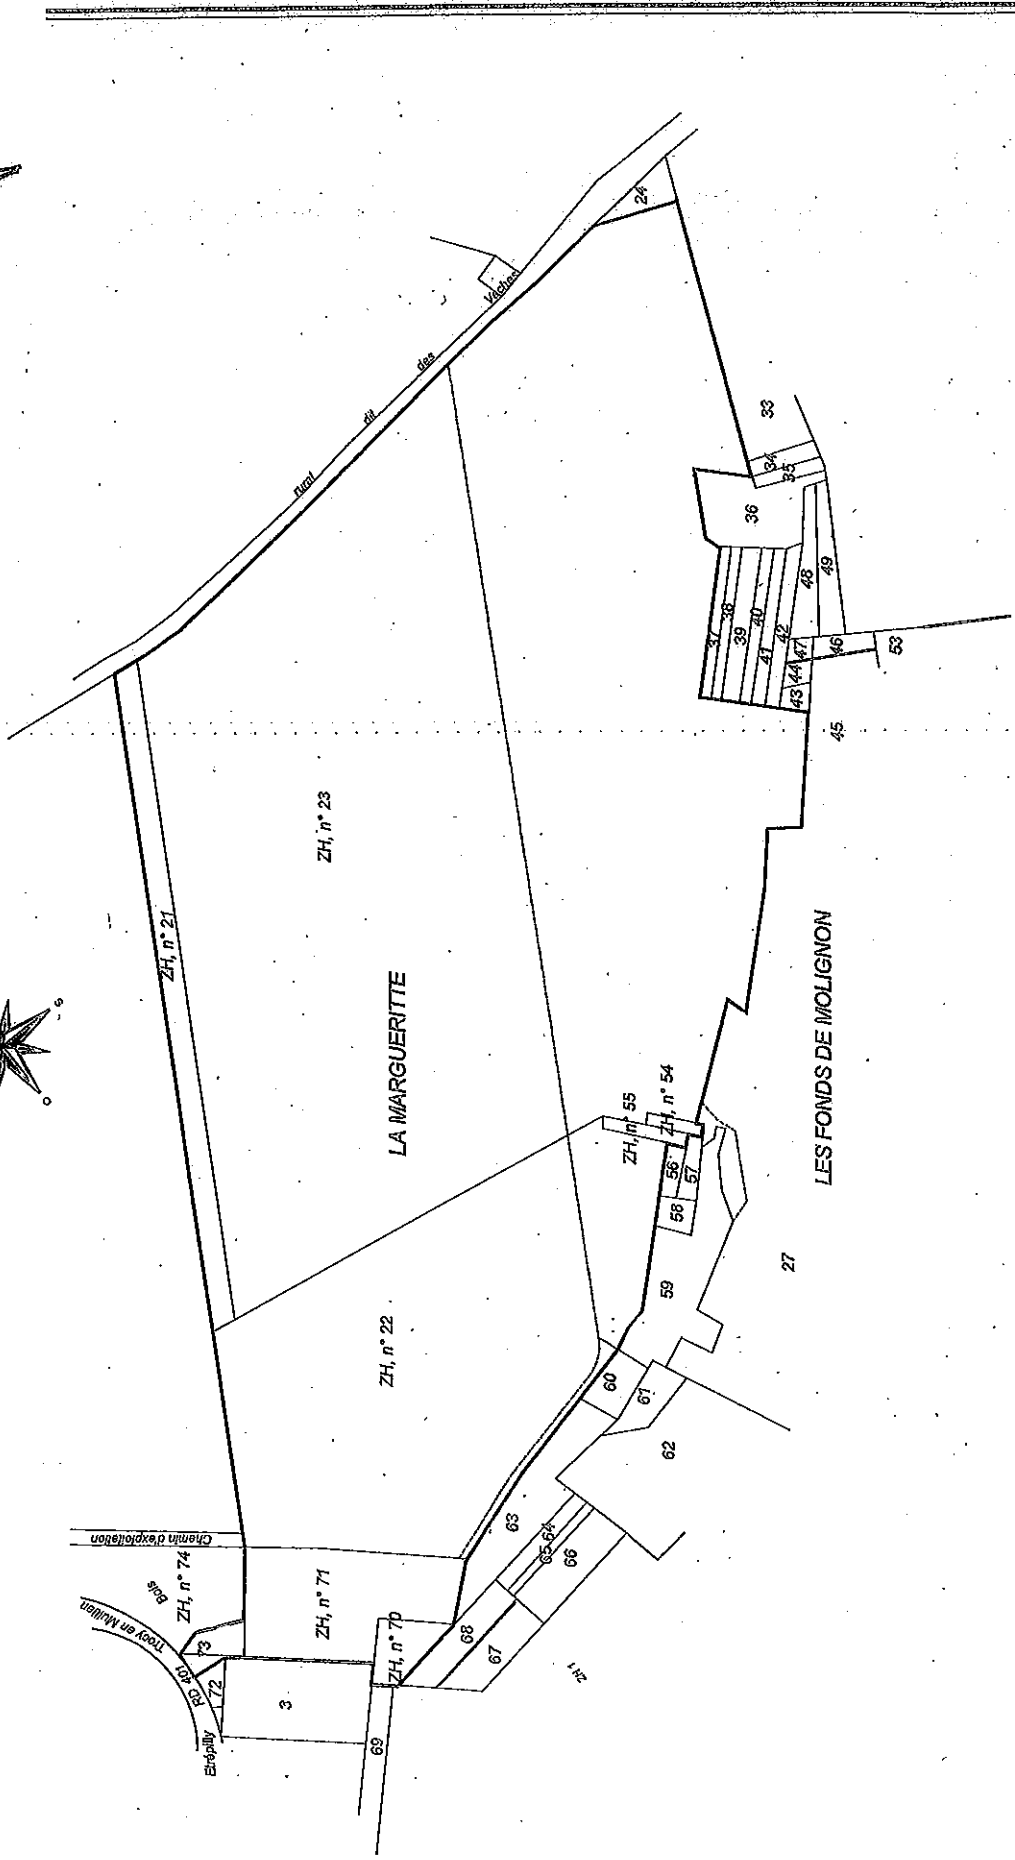 24
Vaches
des
dit
rural
33
34
35
36
48
49
38
37
39
40
41
42
47
46
44
43
53
45
ZH, n° 23
ZH, n° 21
LA MARGUERITTE
LES FONDS DE MOLIGNON
S
O
ZH, n° 55
ZH, n° 54
56
57
58
59
27
ZH, n° 22
60
61
62
63
64
65
66
Chemin d'exploitation
ZH, n° 74
Bois
ZH, n° 71
ZH, n° 70
68
67
ZH 1
73
72
RD 401
Trocy en Multien
Etrépilly
3
69